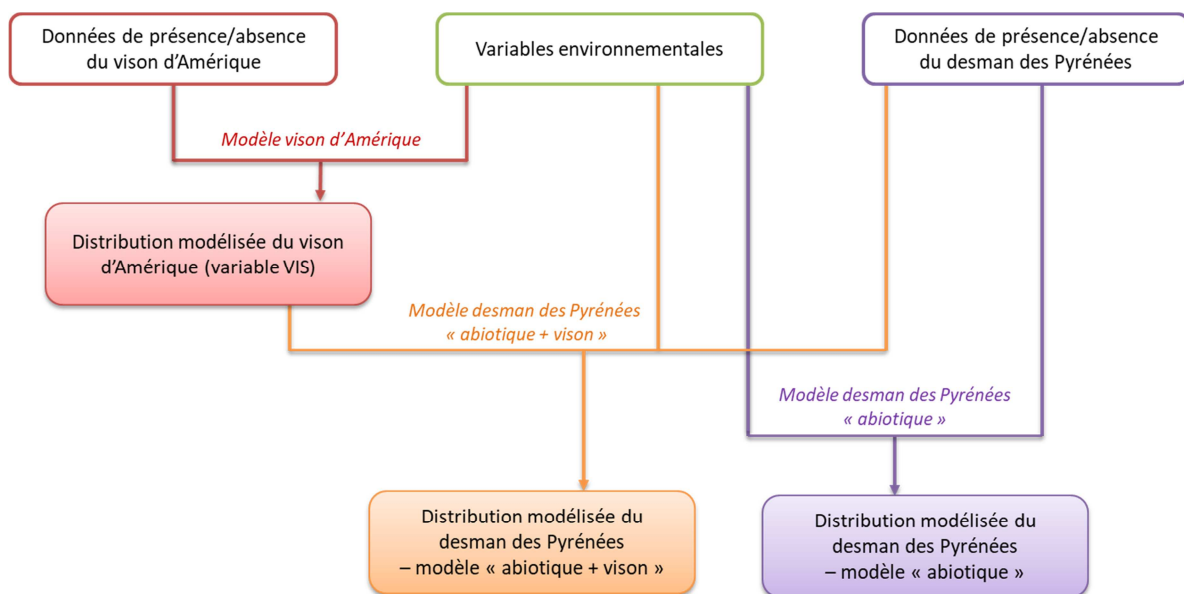 Données de présence/absence
du vison d'Amérique
Variables environnementales
Données de présence/absence
du desman des Pyrénées
Modèle vison d'Amérique
Distribution modélisée du vison
d'Amérique (variable VIS)
Modèle desman des Pyrénées
« abiotique + vison »
Modèle desman des Pyrénées
« abiotique »
Distribution modélisée du
desman des Pyrénées
– modèle « abiotique + vison »
Distribution modélisée du
desman des Pyrénées
– modèle « abiotique »